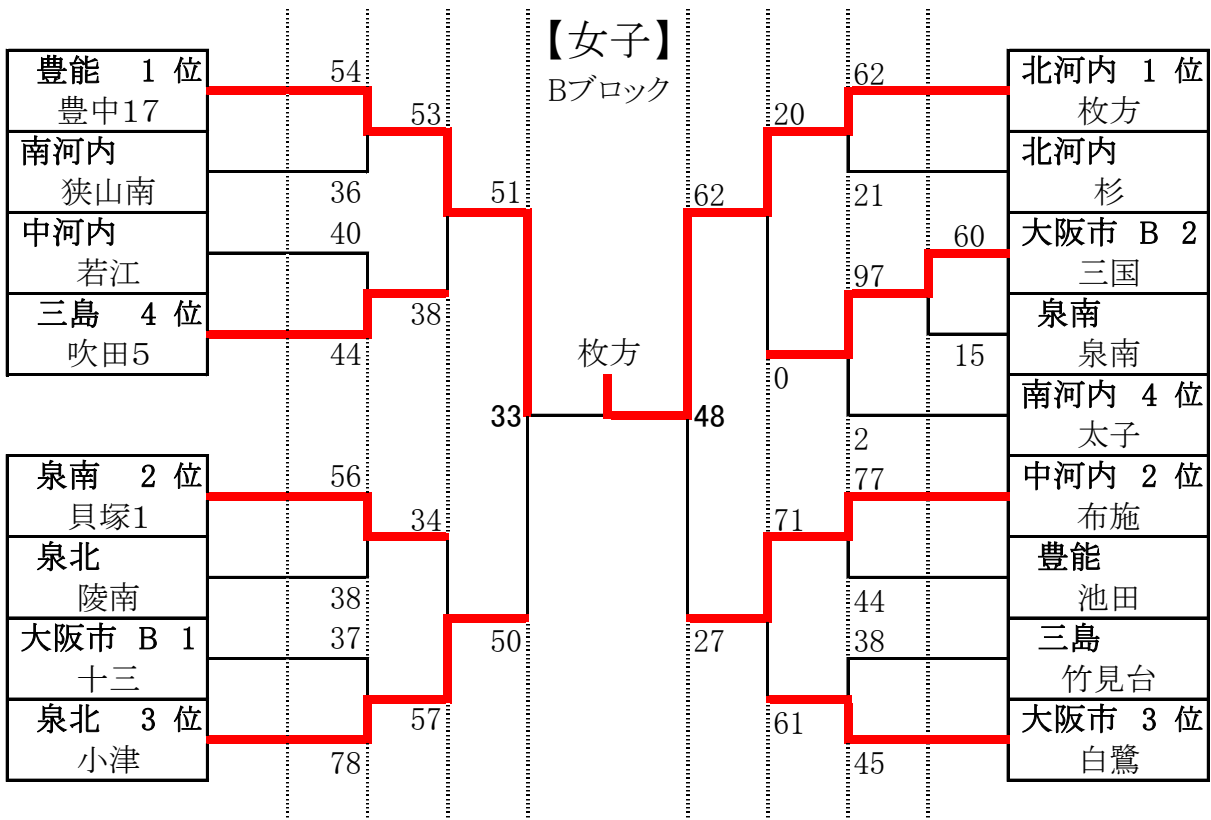 【女子】
Bブロック
豊能 1 位
豊中17
南河内
狭山南
中河内
若江
三島 4 位
吹田5
泉南 2 位
貝塚1
泉北
陵南
大阪市 B 1
十三
泉北 3 位
小津
54
36
40
44
53
38
51
56
38
37
78
34
57
50
33
枚方
48
62
27
20
0
71
61
62
21
97
2
77
44
38
45
60
15
北河内 1 位
枚方
北河内
杉
大阪市 B 2
三国
泉南
泉南
南河内 4 位
太子
中河内 2 位
布施
豊能
池田
三島
竹見台
大阪市 3 位
白鷺